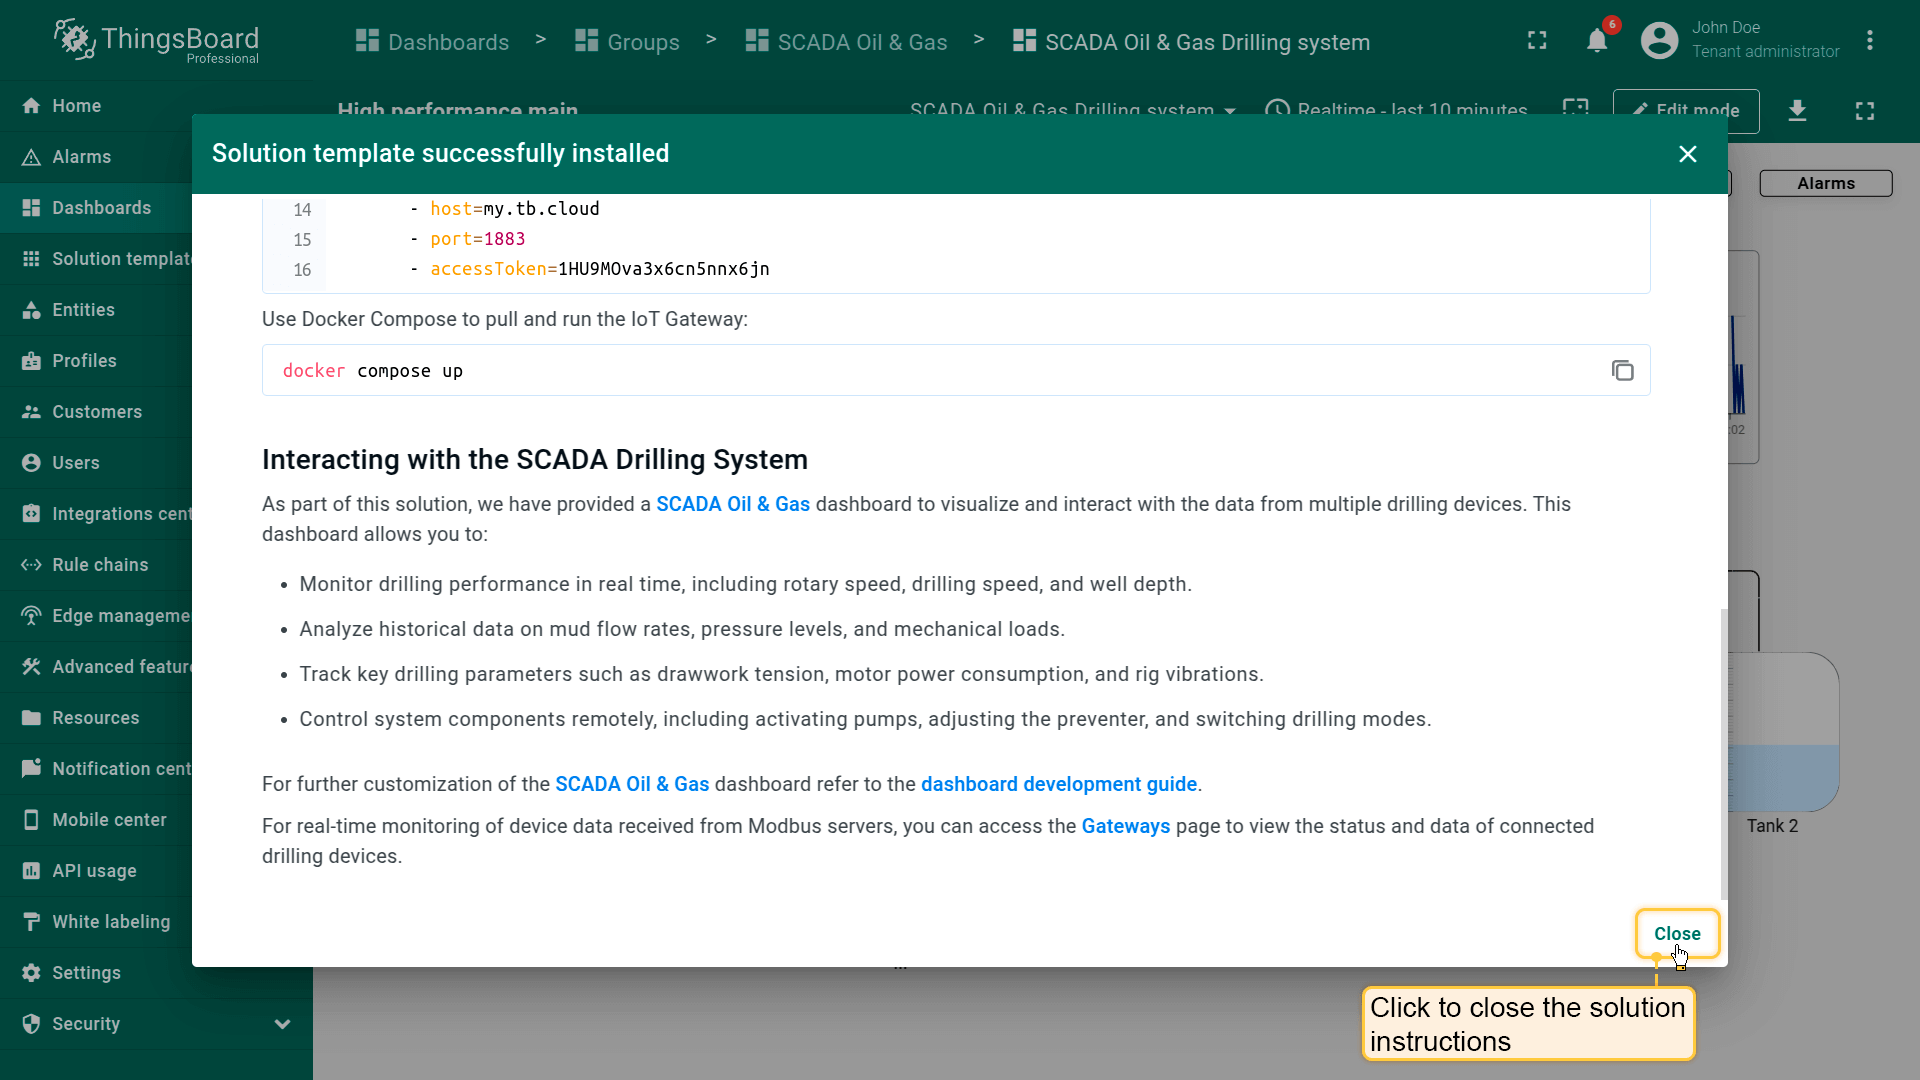 ThingsBoard
Professional
Dashboards > Groups > SCADA Oil & Gas > SCADA Oil & Gas Drilling system
6
John Doe
Tenant administrator
Home
Alarms
Dashboards
Solution templat
Entities
Profiles
Customers
Users
Integrations cent
Rule chains
Edge manageme
Advanced featur
Resources
Notification cent
Mobile center
API usage
White labeling
Settings
Security
High performance main
SCADA Oil & Gas Drilling system
Realtime - last 10 minutes
Edit mode
Alarms
:02
Tank 2
Solution template successfully installed
14 - host=my.tb.cloud
15 - port=1883
16 - accessToken=1HU9MOva3x6cn5nnx6jn
Use Docker Compose to pull and run the IoT Gateway:
docker compose up
Interacting with the SCADA Drilling System
As part of this solution, we have provided a SCADA Oil & Gas dashboard to visualize and interact with the data from multiple drilling devices. This
dashboard allows you to:
• Monitor drilling performance in real time, including rotary speed, drilling speed, and well depth.
• Analyze historical data on mud flow rates, pressure levels, and mechanical loads.
• Track key drilling parameters such as drawwork tension, motor power consumption, and rig vibrations.
• Control system components remotely, including activating pumps, adjusting the preventer, and switching drilling modes.
For further customization of the SCADA Oil & Gas dashboard refer to the dashboard development guide.
For real-time monitoring of device data received from Modbus servers, you can access the Gateways page to view the status and data of connected
drilling devices.
Close
Click to close the solution
instructions